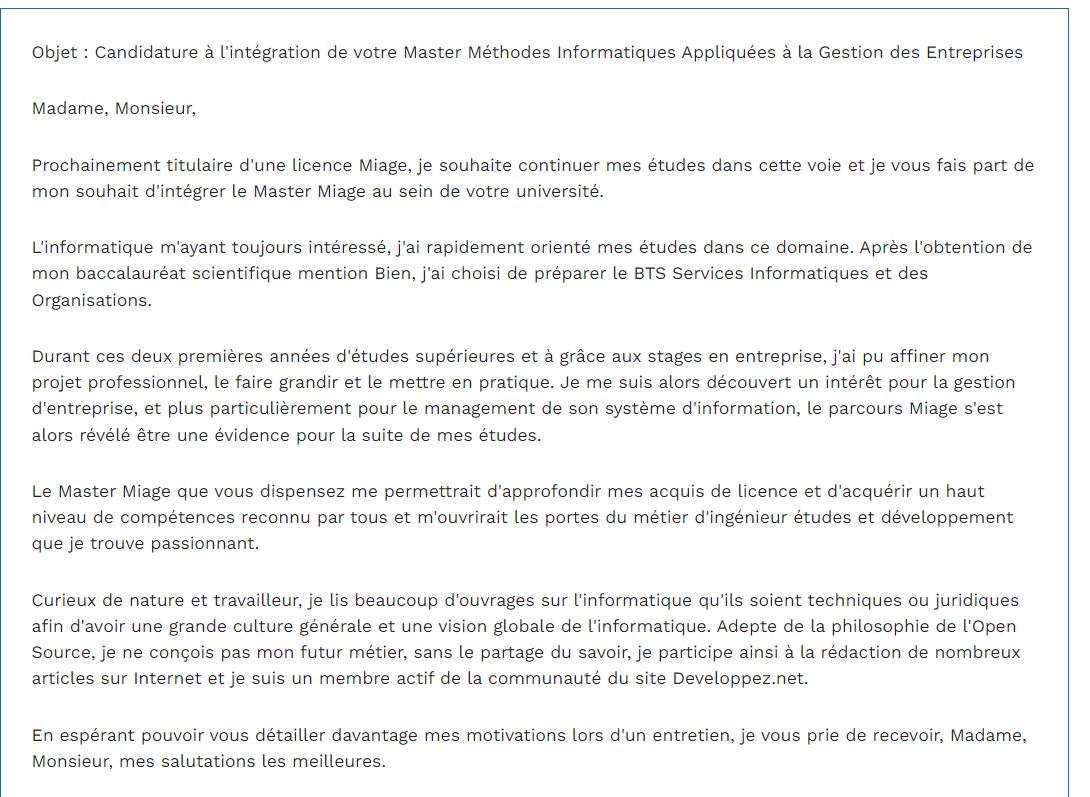 Objet : Candidature à l'intégration de votre Master Méthodes Informatiques Appliquées à la Gestion des Entreprises
Madame, Monsieur,
Prochainement titulaire d'une licence Miage, je souhaite continuer mes études dans cette voie et je vous fais part de
mon souhait d'intégrer le Master Miage au sein de votre université.
L'informatique m'ayant toujours intéressé, j'ai rapidement orienté mes études dans ce domaine. Après l'obtention de
mon baccalauréat scientifique mention Bien, j'ai choisi de préparer le BTS Services Informatiques et des
Organisations.
Durant ces deux premières années d'études supérieures et à grâce aux stages en entreprise, j'ai pu affiner mon
projet professionnel, le faire grandir et le mettre en pratique. Je me suis alors découvert un intérêt pour la gestion
d'entreprise, et plus particulièrement pour le management de son système d'information, le parcours Miage s'est
alors révélé être une évidence pour la suite de mes études.
Le Master Miage que vous dispensez me permettrait d'approfondir mes acquis de licence et d'acquérir un haut
niveau de compétences reconnu par tous et m'ouvrirait les portes du métier d'ingénieur études et développement
que je trouve passionnant.
Curieux de nature et travailleur, je lis beaucoup d'ouvrages sur l'informatique qu'ils soient techniques ou juridiques
afin d'avoir une grande culture générale et une vision globale de l'informatique. Adepte de la philosophie de l'Open
Source, je ne conçois pas mon futur métier, sans le partage du savoir, je participe ainsi à la rédaction de nombreux
articles sur Internet et je suis un membre actif de la communauté du site Developpez.net.
En espérant pouvoir vous détailler davantage mes motivations lors d'un entretien, je vous prie de recevoir, Madame,
Monsieur, mes salutations les meilleures.